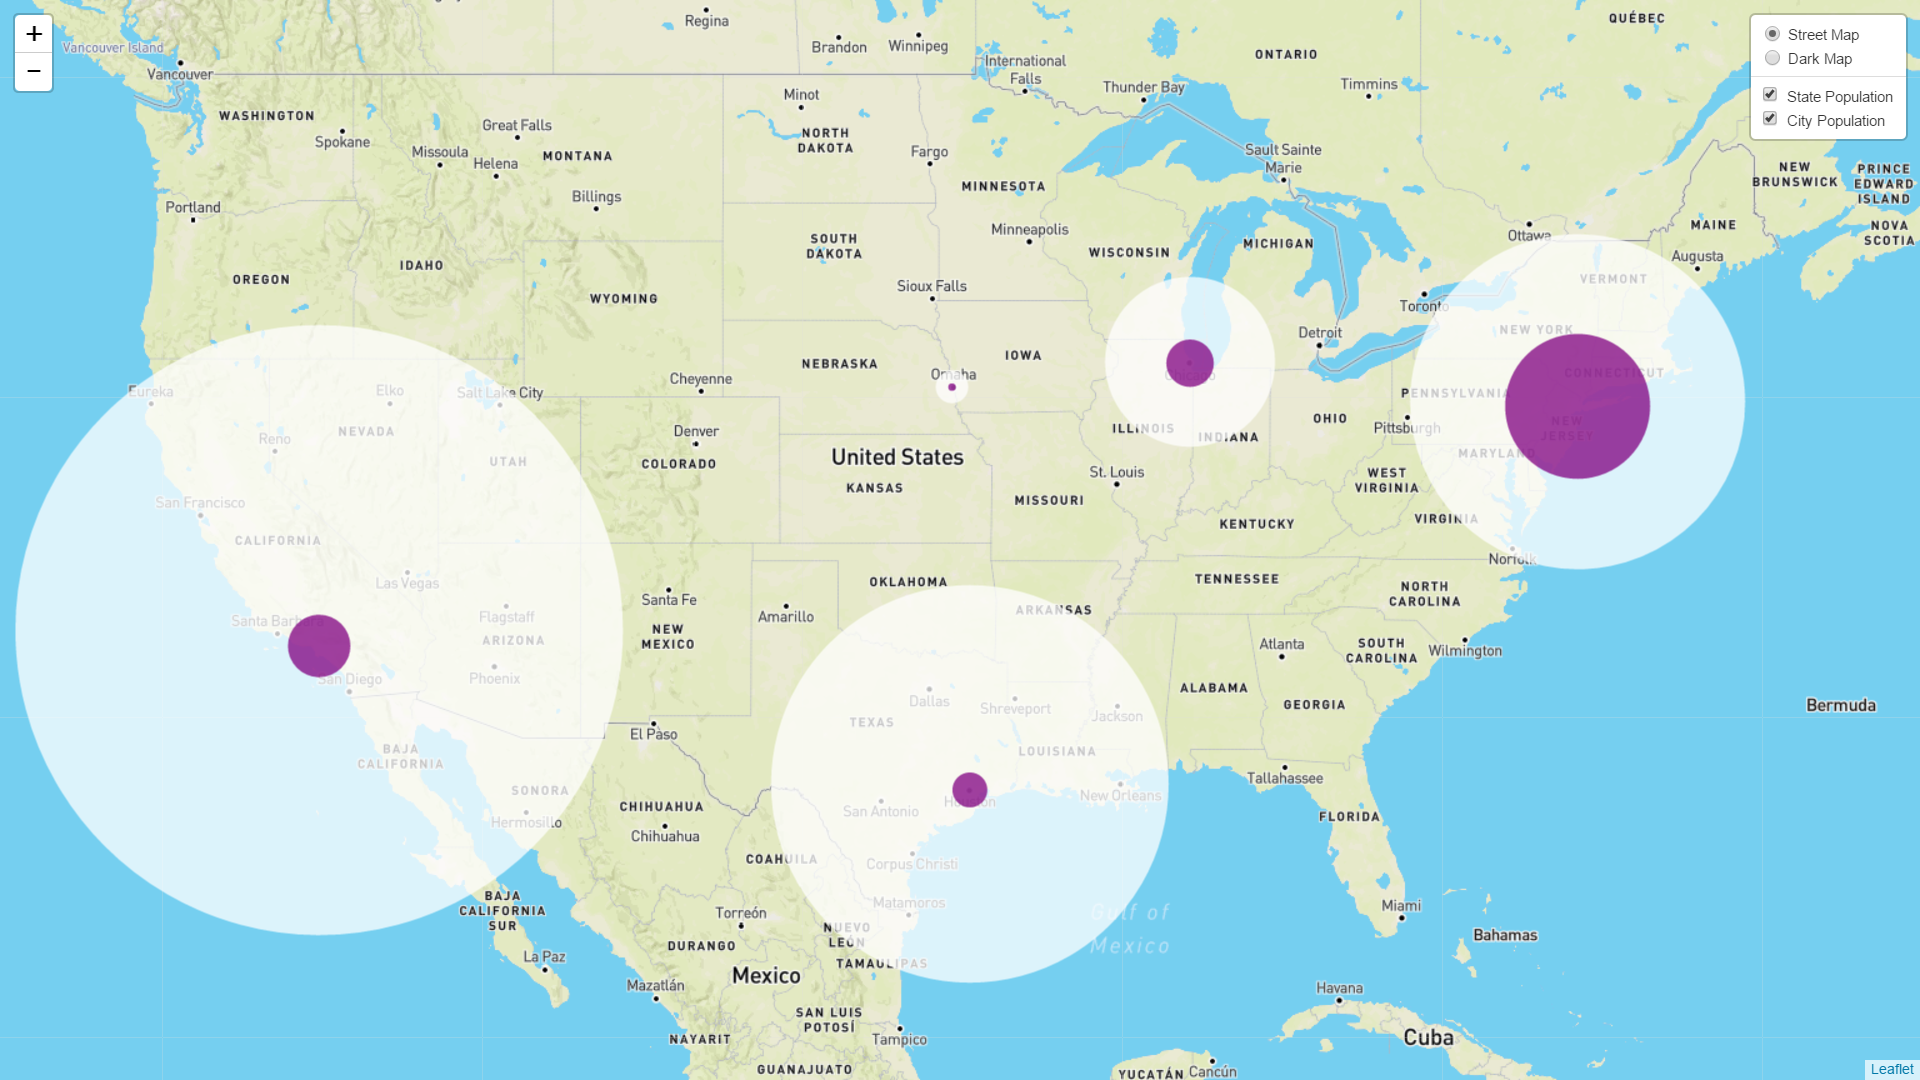 Regina
QUÉBEC
+
Vancouver Island
Brandon
Winnipeg
ONTARIO
Street Map
Dark Map
State Population
City Population
−
Vancouver
International
Falls
Thunder Bay
Timmins
WASHINGTON
Spokane
Great Falls
Missoula
Helena
MONTANA
Minot
NORTH
DAKOTA
Fargo
MINNESOTA
Sault Sainte
Marie
NEW
BRUNSWICK
PRINCE
EDWARD
ISLAND
Billings
Portland
NOVA
SCOTIA
MAINE
Ottawa
Augusta
Minneapolis
SOUTH
DAKOTA
WISCONSIN
MICHIGAN
OREGON
IDAHO
WYOMING
Sioux Falls
VERMONT
Toronto
NEW YORK
Detroit
NEBRASKA
IOWA
Omaha
Chicago
CONNECTICUT
Eureka
Elko
Salt Lake City
Cheyenne
PENNSYLVANIA
Reno
NEVADA
Denver
COLORADO
ILLINOIS
INDIANA
OHIO
Pittsburgh
NEW
JERSEY
MARYLAND
UTAH
United States
KANSAS
St. Louis
WEST
VIRGINIA
San Francisco
MISSOURI
KENTUCKY
VIRGINIA
CALIFORNIA
Norfolk
Las Vegas
OKLAHOMA
TENNESSEE
NORTH
CAROLINA
Santa Barbara
Flagstaff
ARIZONA
Santa Fe
NEW
MEXICO
Amarillo
ARKANSAS
Atlanta
SOUTH
CAROLINA
Wilmington
San Diego
Phoenix
Dallas
Shreveport
Jackson
ALABAMA
GEORGIA
Bermuda
El Paso
TEXAS
LOUISIANA
BAJA
CALIFORNIA
Tallahassee
SONORA
Hermosillo
CHIHUAHUA
Chihuahua
San Antonio
Houston
New Orleans
FLORIDA
COAHUILA
Corpus Christi
BAJA
CALIFORNIA
SUR
Matamoros
Gulf of
Mexico
Miami
Torreón
DURANGO
NUEVO
LEÓN
TAMAULIPAS
Bahamas
La Paz
Mexico
Mazatlán
Havana
SAN LUIS
POTOSÍ
NAYARIT
Tampico
Cuba
GUANAJUATO
YUCATÁN
Cancún
Leaflet